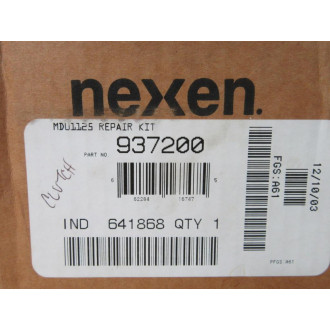 nexen.
MDU1125 REPAIR KIT
PART NO. 937200
CLUTCH
IND 641868 QTY 1
FGS:A61
12/10/03